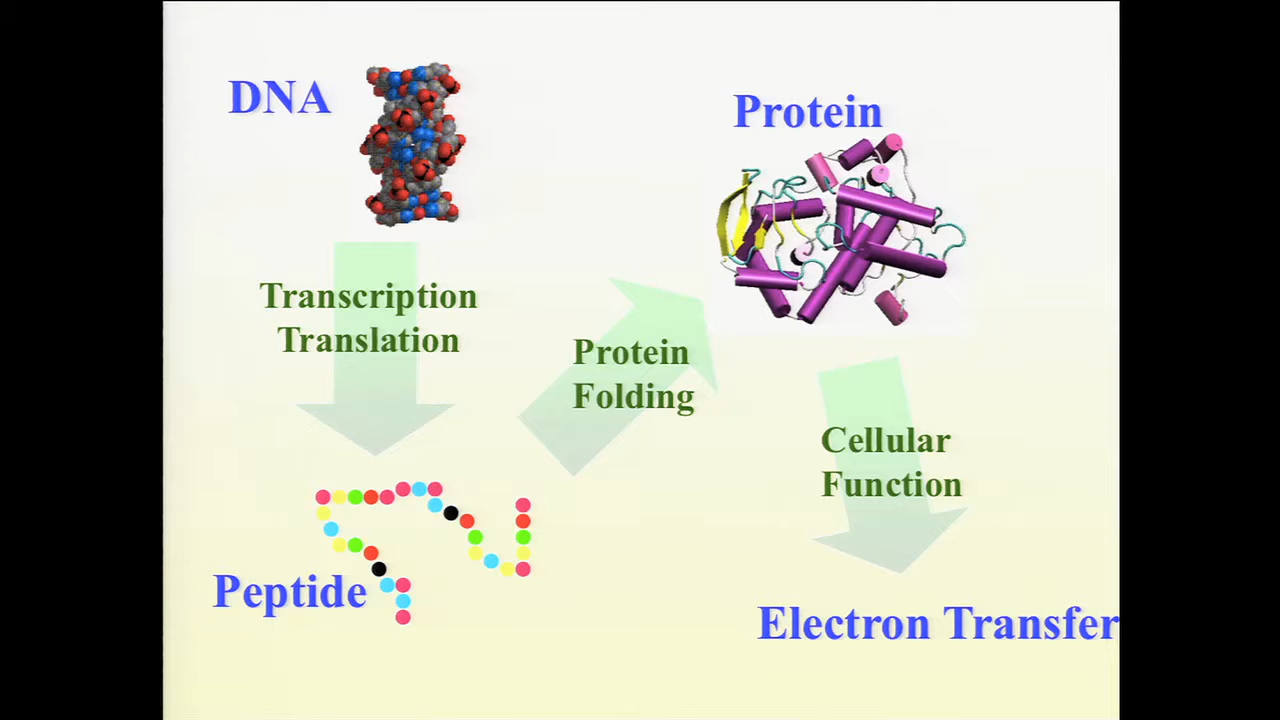 DNA
Transcription
Translation
Peptide
Protein
Folding
Protein
Cellular
Function
Electron Transfer